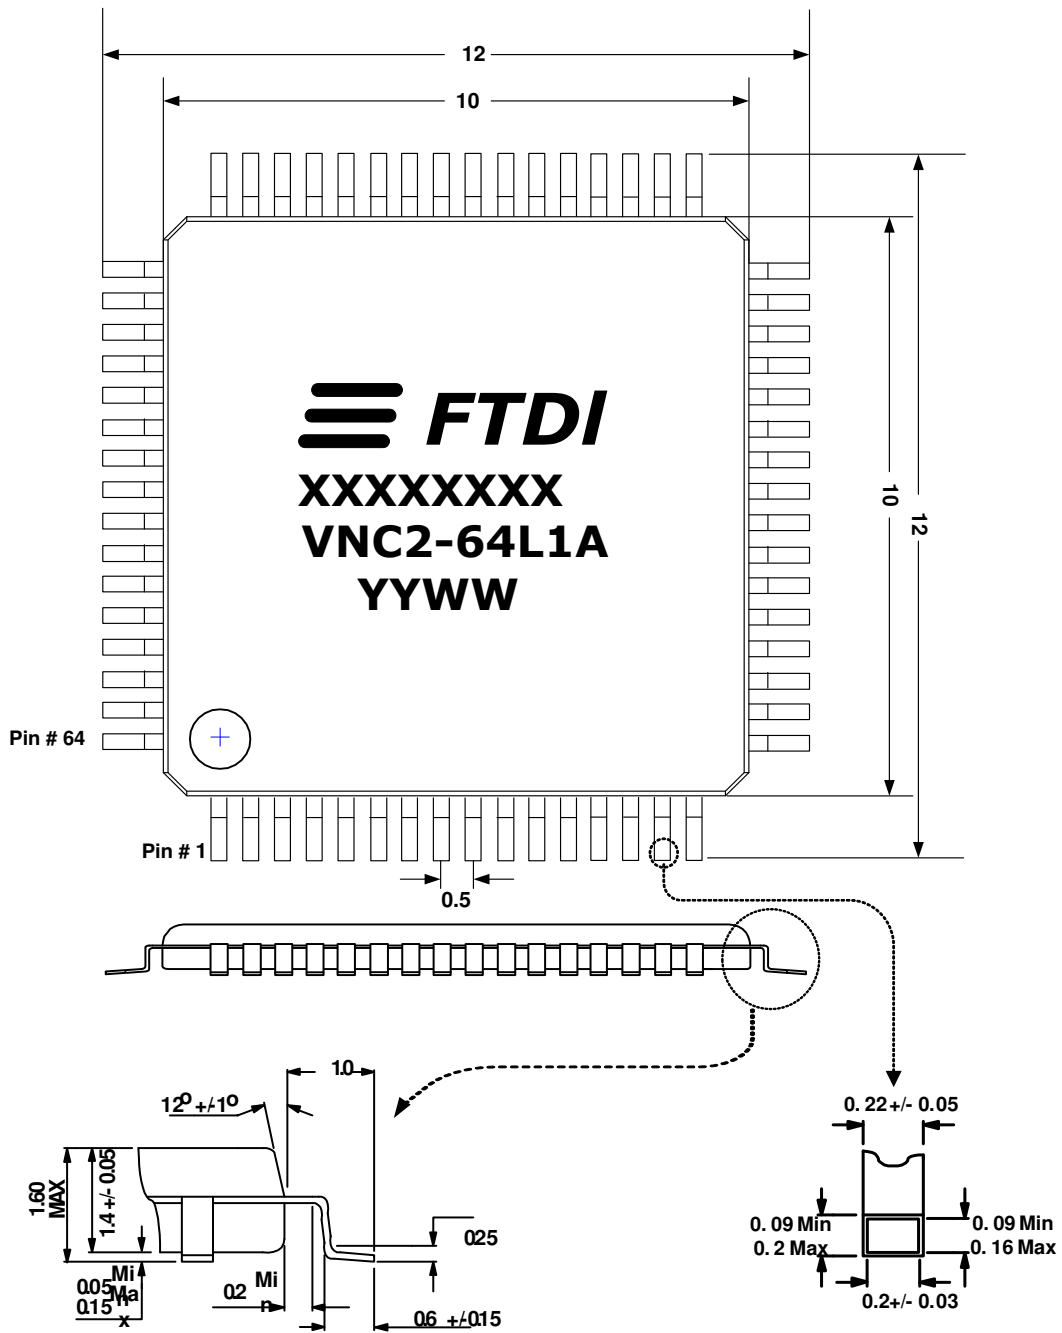 12
10
FTDI
XXXXXXXX
VNC2-64L1A
YYWW
10
12
Pin # 64
Pin # 1
0.5
1.0
12° +/-1°
1.60
MAX
1.4 +/- 0.05
0.25
0.05 Min
0.15 Max
0.2 Min
0.6 +/-0.15
0.22+/- 0.05
0.09 Min
0.2 Max
0.09 Min
0.16 Max
0.2+/- 0.03